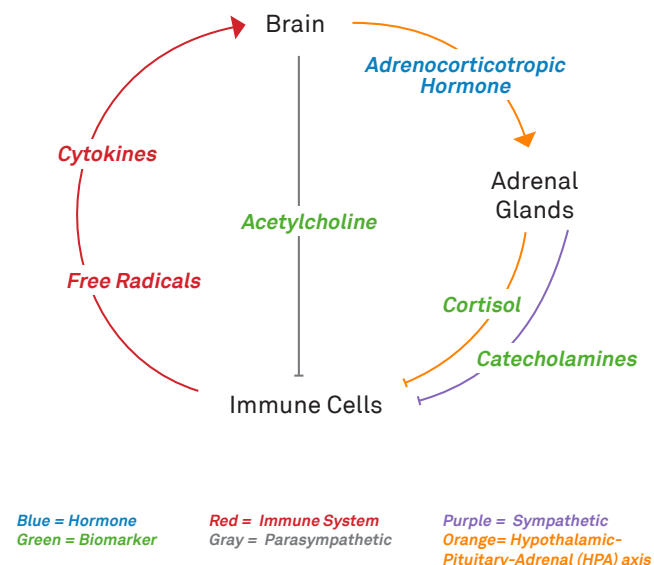 Brain
Adrenocorticotropic
Hormone
Cytokines
Adrenal
Glands
Acetylcholine
Free Radicals
Cortisol
Catecholamines
Immune Cells
Blue = Hormone
Green = Biomarker
Red = Immune System
Gray = Parasympathetic
Purple = Sympathetic
Orange= Hypothalamic-
Pituitary-Adrenal (HPA) axis